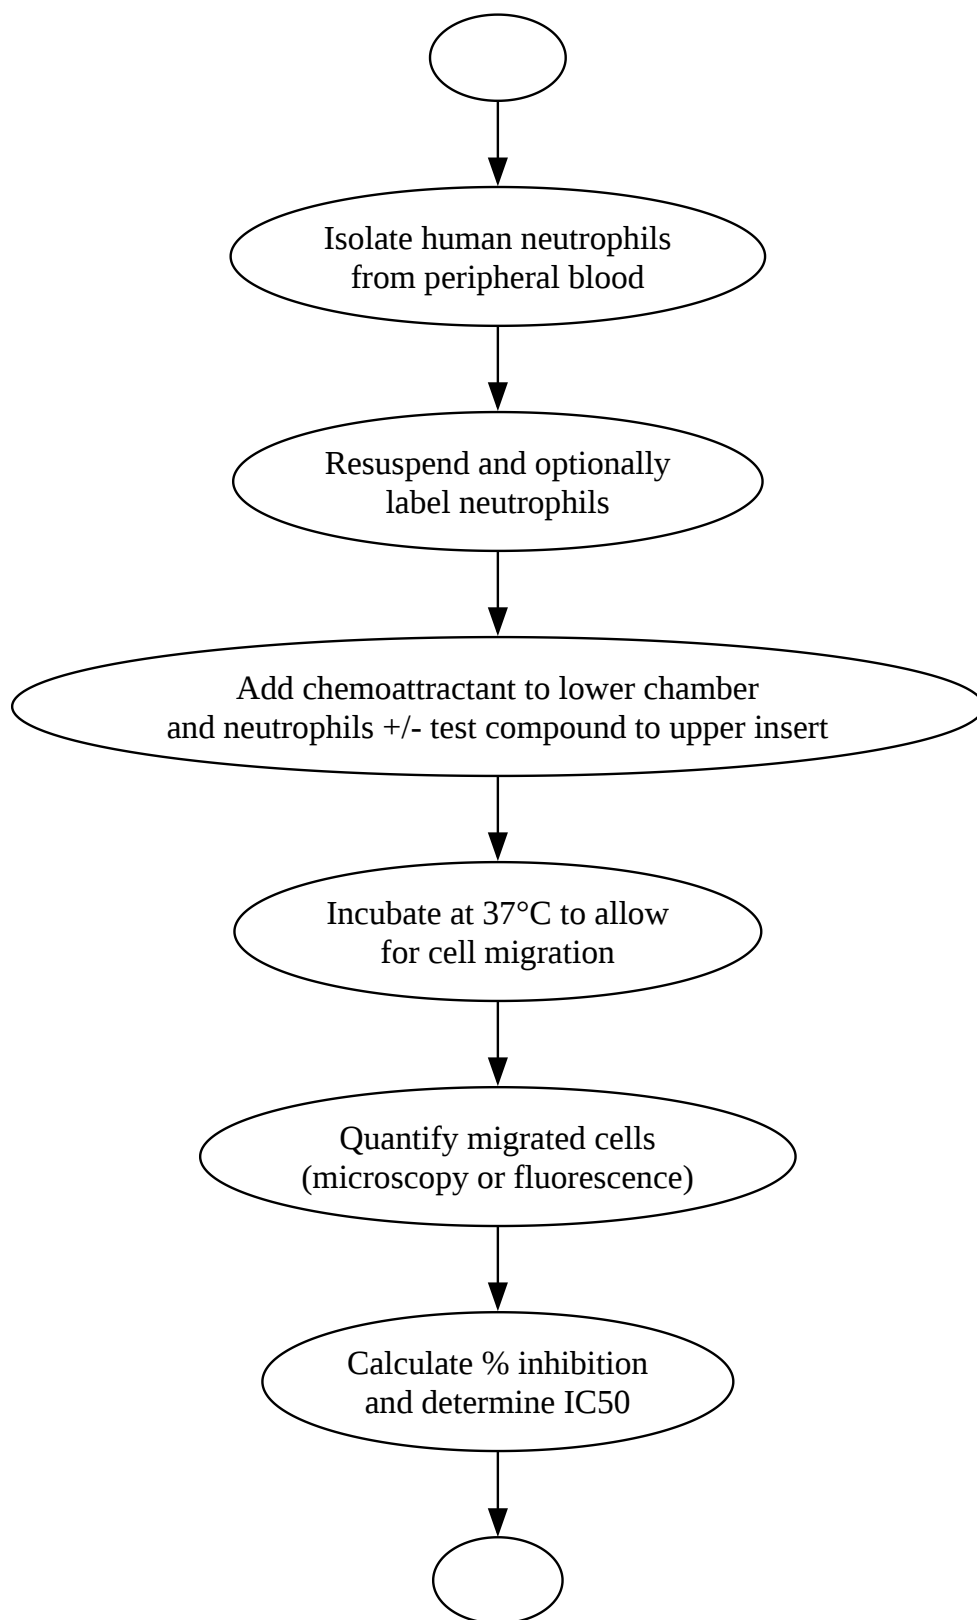 Isolate human neutrophils
from peripheral blood
Resuspend and optionally
label neutrophils
Add chemoattractant to lower chamber
and neutrophils +/- test compound to upper insert
Incubate at 37°C to allow
for cell migration
Quantify migrated cells
(microscopy or fluorescence)
Calculate % inhibition
and determine IC50